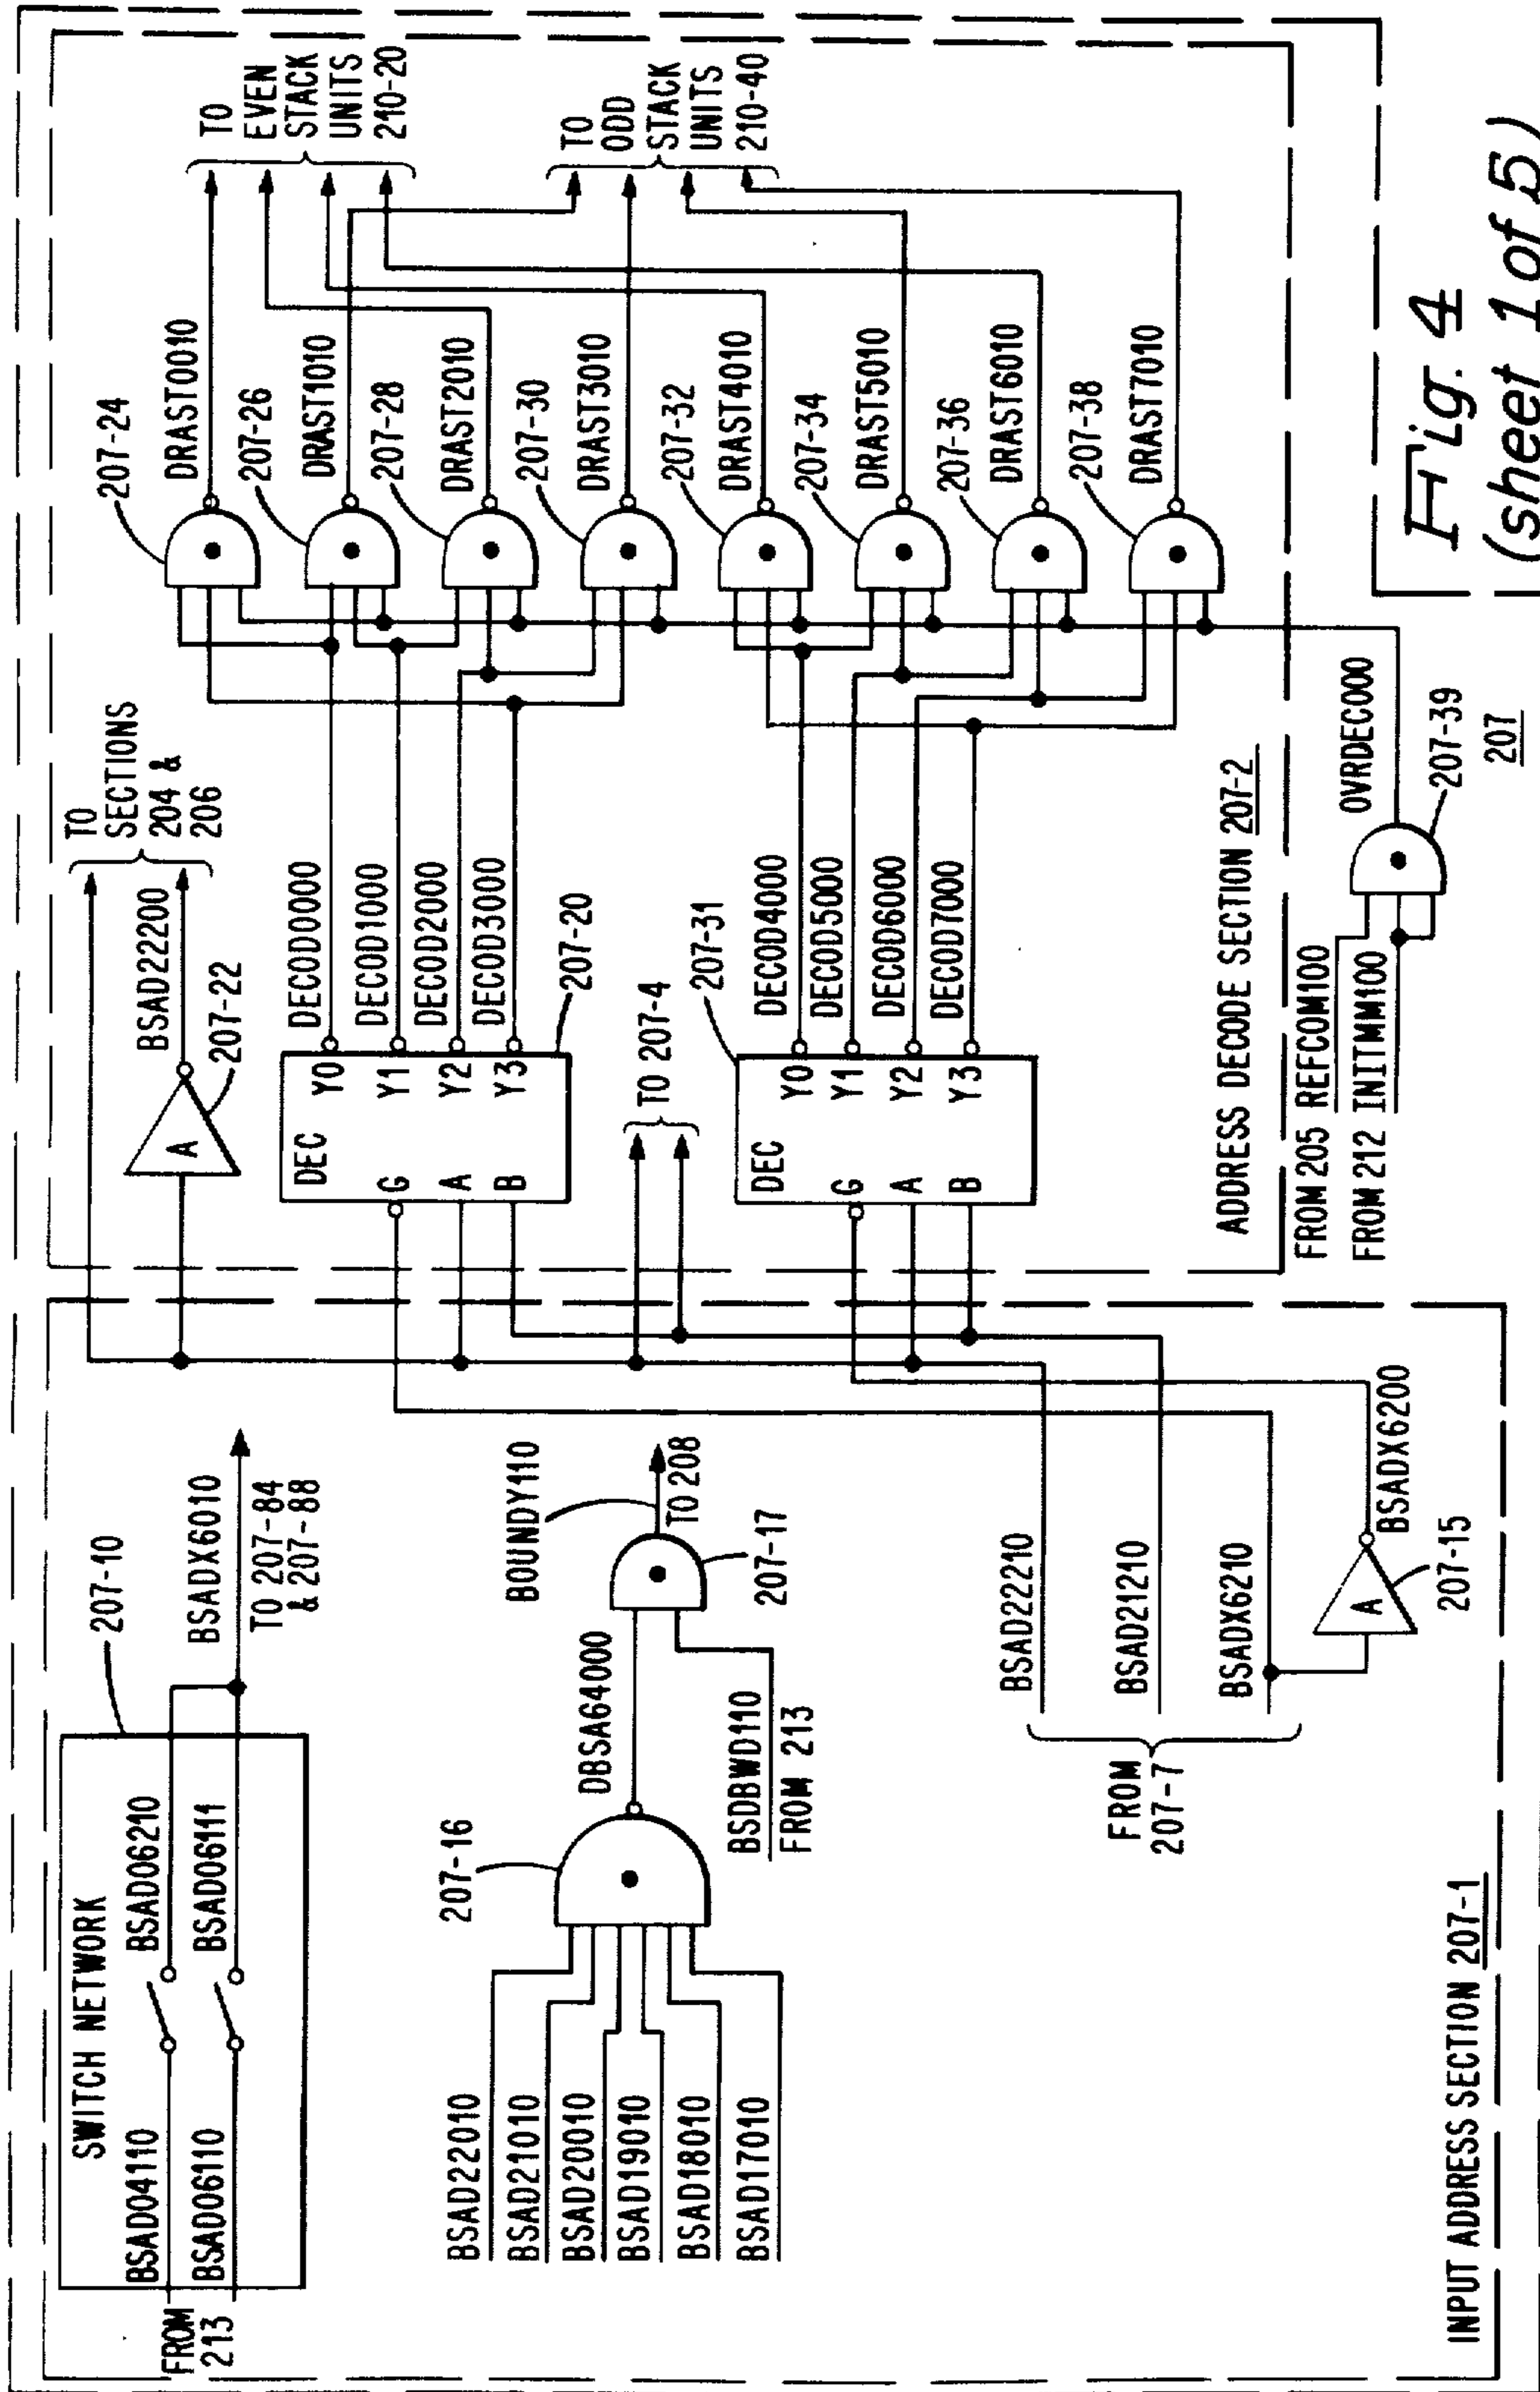 SWITCH NETWORK
207-10
FROM
213
BSAD04110
BSAD06210
BSAD06110
BSAD06111
BSADX6010
TO 207-84
& 207-88
207-16
BSAD22010
BSAD21010
BSAD20010
BSAD19010
BSAD18010
BSAD17010
DBSA64000
BSDBWD110
FROM 213
BOUNDY110
TO 208
207-17
FROM
207-7
BSAD22210
BSAD21210
BSADX6210
A
207-15
BSADX6200
INPUT ADDRESS SECTION 207-1
TO
SECTIONS
204 &
206
BSAD22200
A
207-22
DEC
G
A
B
Y0
Y1
Y2
Y3
207-20
DECOD0000
DECOD1000
DECOD2000
DECOD3000
TO 207-4
207-31
DEC
G
A
B
Y0
Y1
Y2
Y3
DECOD4000
DECOD5000
DECOD6000
DECOD7000
207-24
DRAST0010
207-26
DRAST1010
207-28
DRAST2010
207-30
DRAST3010
207-32
DRAST4010
207-34
DRAST5010
207-36
DRAST6010
207-38
DRAST7010
TO
EVEN
STACK
UNITS
210-20
TO
ODD
STACK
UNITS
210-40
ADDRESS DECODE SECTION 207-2
FROM 205 REFCOM100
FROM 212 INITMM100
OVRDEC000
207-39
207
Fig. 4
(sheet 1 of 5)